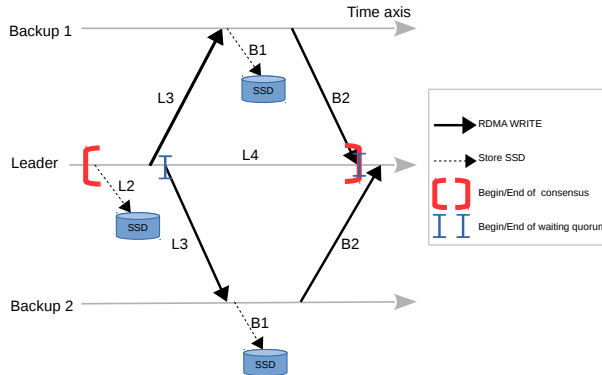 Time axis
Backup 1
B1
SSD
L3
B2
RDMA WRITE
Store SSD
Leader
L4
L2
Begin/End of consensus
SSD
Begin/End of waiting quorum
L3
B2
Backup 2
B1
SSD